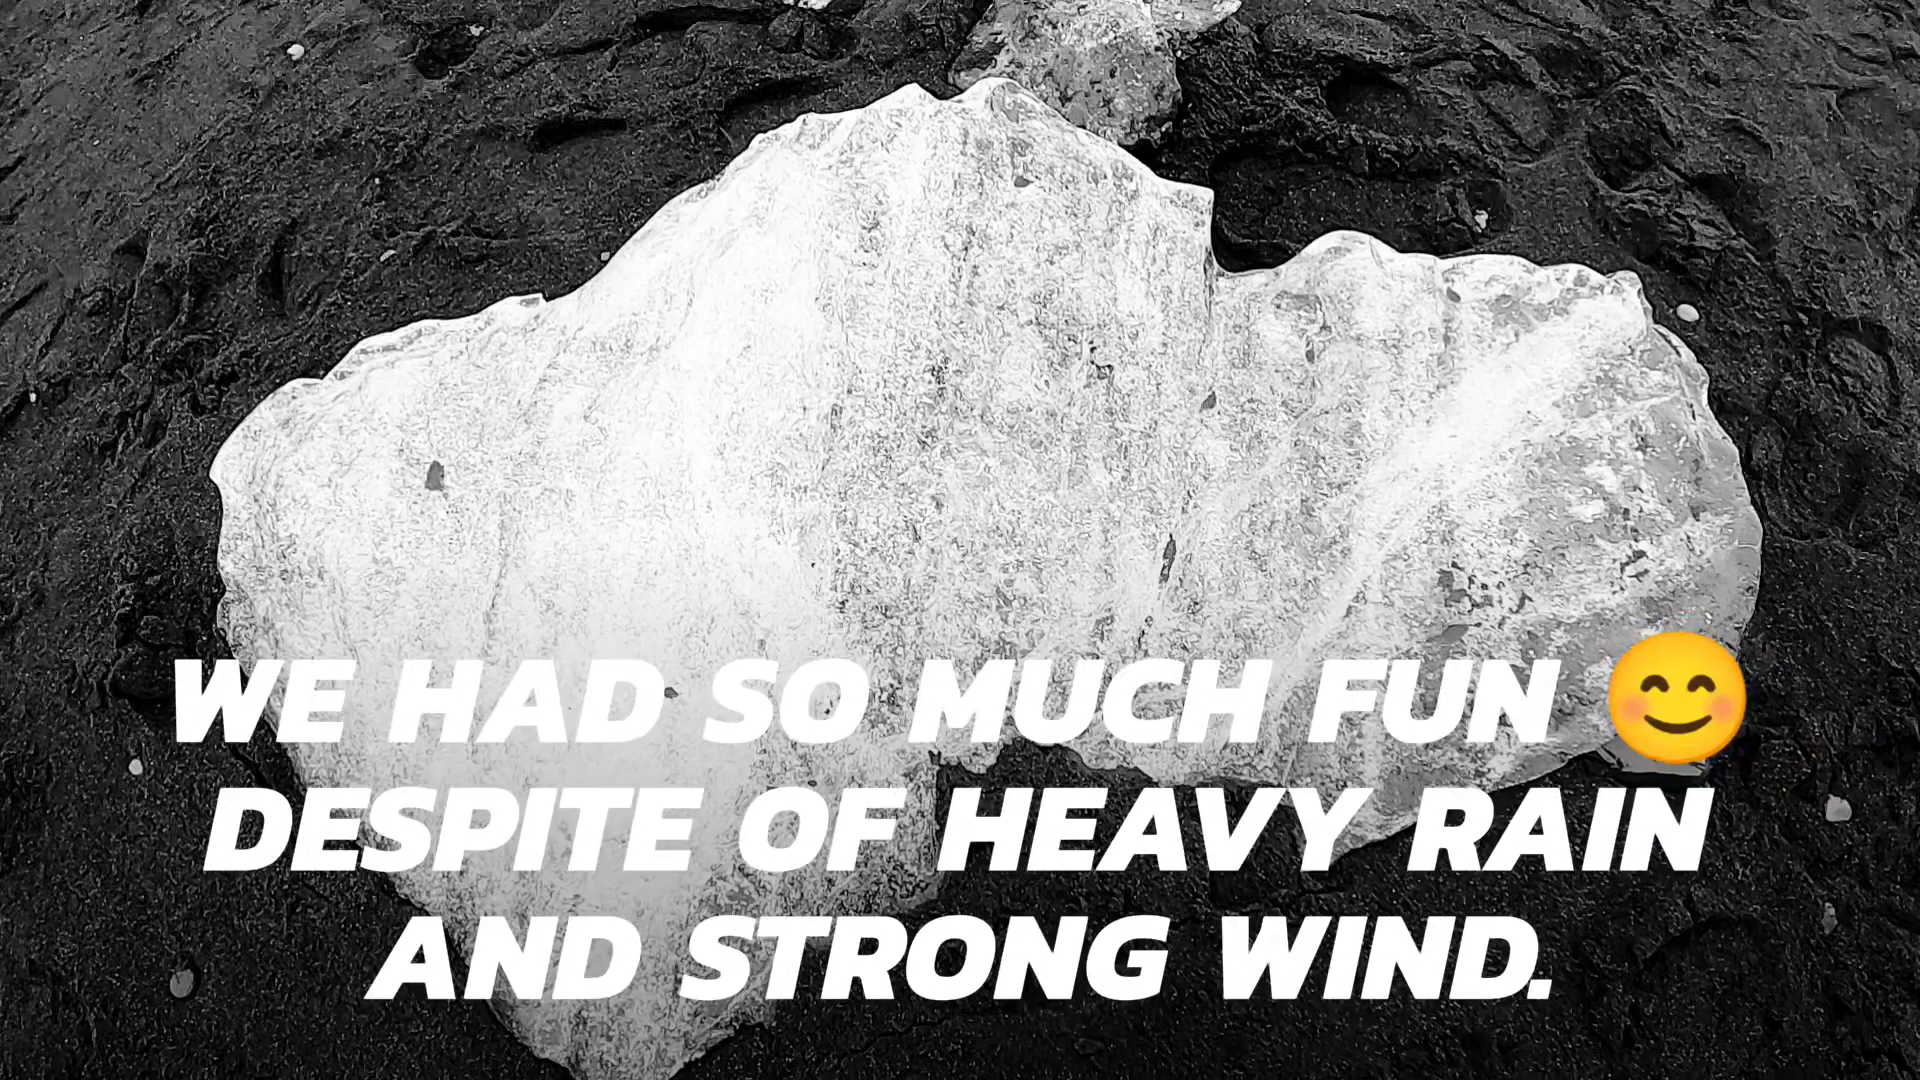 WE HAD SO MUCH FUN 😊
DESPITE OF HEAVY RAIN
AND STRONG WIND.